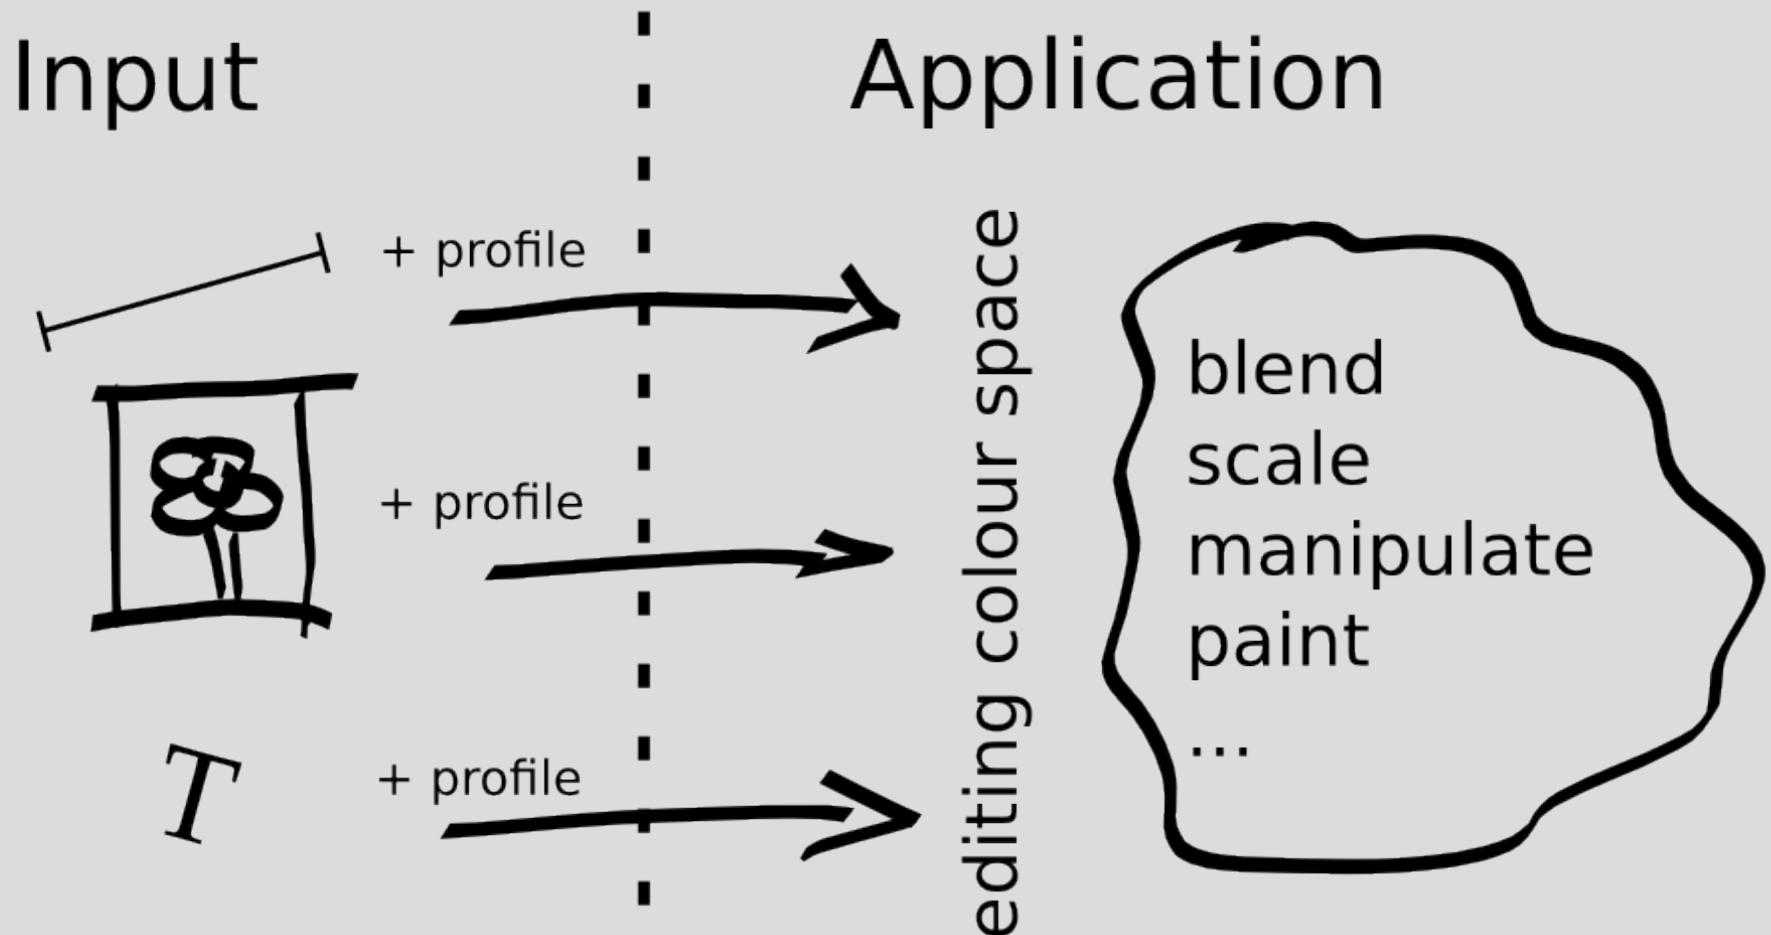 Input
Application
+ profile
+ profile
T
+ profile
editing colour space
blend
scale
manipulate
paint
...